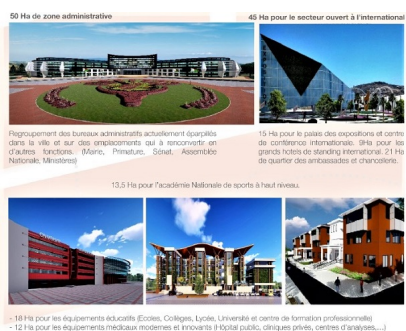 50 Ha de zone administrative
45 Ha pour le secteur ouvert à l'international
Regroupement des bureaux administratifs actuellement éparpillés
dans la ville et sur des emplacements qui à renconvertir en
d'autres fonctions. (Mairie, Primature, Sénat, Assemblée
Nationale, Ministères)
15 Ha pour le palais des expositions et centre
de conférence internationale. 9Ha pour les
grands hotels de standing international. 21 Ha
de quartier des ambassades et chancellerie.
13,5 Ha pour l'académie Nationale de sports à haut niveau.
- 18 Ha pour les équipements éducatifs (Ecoles, Collèges, Lycée, Université et centre de formation professionnelle)
- 12 Ha pour les équipements médicaux modernes et innovants (Hôpital public, cliniques privés, centres d'analyses,...)